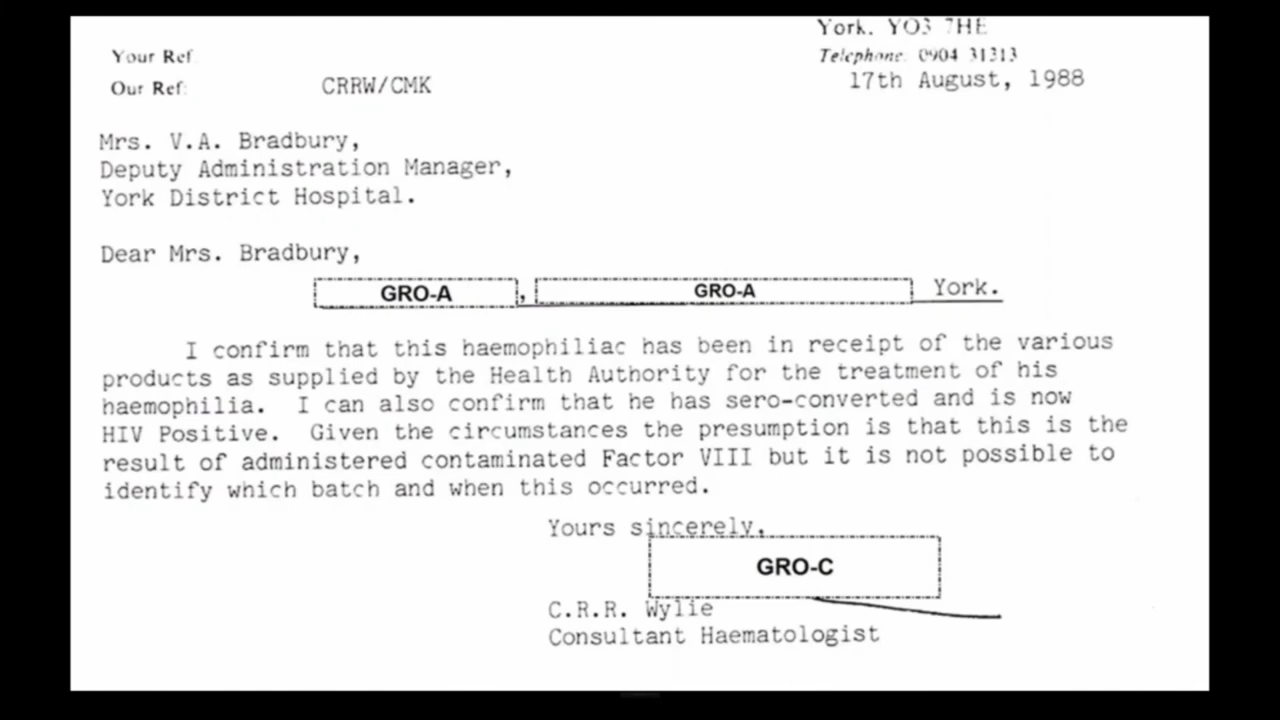 York. YO3 7HE
Your Ref
Telephone: 0904 31313
Our Ref: CRRW/CMK
17th August, 1988
Mrs. V.A. Bradbury,
Deputy Administration Manager,
York District Hospital.
Dear Mrs. Bradbury,
GRO-A , GRO-A York.
I confirm that this haemophiliac has been in receipt of the various
products as supplied by the Health Authority for the treatment of his
haemophilia. I can also confirm that he has sero-converted and is now
HIV Positive. Given the circumstances the presumption is that this is the
result of administered contaminated Factor VIII but it is not possible to
identify which batch and when this occurred.
Yours sincerely,
GRO-C
C.R.R. Wylie
Consultant Haematologist